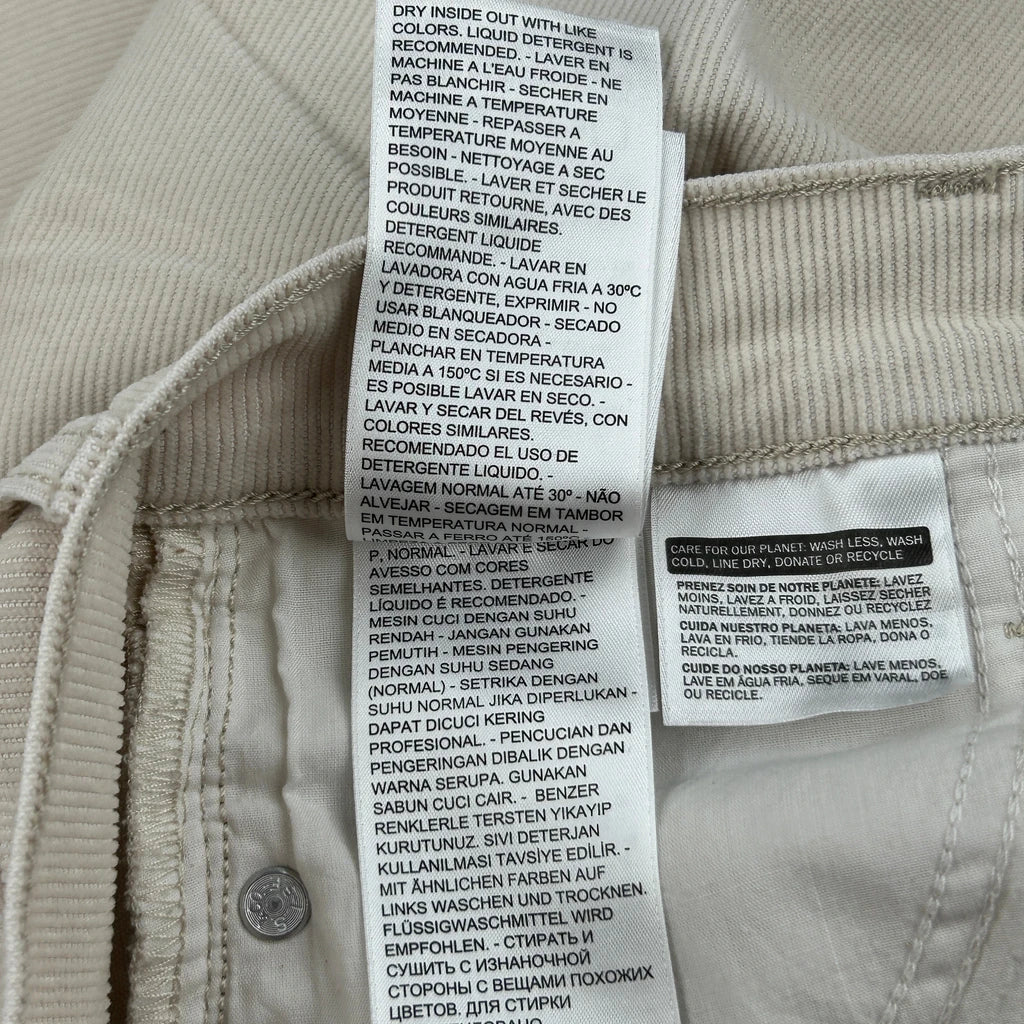 DRY INSIDE OUT WITH LIKE
COLORS. LIQUID DETERGENT IS
RECOMMENDED. - LAVER EN
MACHINE A L'EAU FROIDE - NE
PAS BLANCHIR - SECHER EN
MACHINE A TEMPERATURE
MOYENNE - REPASSER A
TEMPERATURE MOYENNE AU
BESOIN - NETTOYAGE A SEC
POSSIBLE. - LAVER ET SECHER LE
PRODUIT RETOURNE, AVEC DES
COULEURS SIMILAIRES.
DETERGENT LIQUIDE
RECOMMANDE. - LAVAR EN
LAVADORA CON AGUA FRIA A 30ºC
Y DETERGENTE, EXPRIMIR - NO
USAR BLANQUEADOR - SECADO
MEDIO EN SECADORA -
PLANCHAR EN TEMPERATURA
MEDIA A 150ºC SI ES NECESARIO -
ES POSIBLE LAVAR EN SECO. -
LAVAR Y SECAR DEL REVÉS, CON
COLORES SIMILARES.
RECOMENDADO EL USO DE
DETERGENTE LIQUIDO. -
LAVAGEM NORMAL ATÉ 30º - NÃO
ALVEJAR - SECAGEM EM TAMBOR
EM TEMPERATURA NORMAL -
PASSAR A FERRO ATÉ 150ºC
P, NORMAL. - LAVAR E SECAR DO
AVESSO COM CORES
SEMELHANTES. DETERGENTE
LÍQUIDO É RECOMENDADO. -
MESIN CUCI DENGAN SUHU
RENDAH - JANGAN GUNAKAN
PEMUTIH - MESIN PENGERING
DENGAN SUHU SEDANG
(NORMAL) - SETRIKA DENGAN
SUHU NORMAL JIKA DIPERLUKAN -
DAPAT DICUCI KERING
PROFESIONAL. - PENCUCIAN DAN
PENGERINGAN DIBALIK DENGAN
WARNA SERUPA. GUNAKAN
SABUN CUCI CAIR. - BENZER
RENKLERLE TERSTEN YIKAYIP
KURUTUNUZ. SIVI DETERJAN
KULLANILMASI TAVSİYE EDİLİR. -
MIT ÄHNLICHEN FARBEN AUF
LINKS WASCHEN UND TROCKNEN.
FLÜSSIGWASCHMITTEL WIRD
EMPFOHLEN. - СТИРАТЬ И
СУШИТЬ С ИЗНАНОЧНОЙ
СТОРОНЫ С ВЕЩАМИ ПОХОЖИХ
ЦВЕТОВ. ДЛЯ СТИРКИ
CARE FOR OUR PLANET: WASH LESS, WASH
COLD, LINE DRY, DONATE OR RECYCLE
PRENEZ SOIN DE NOTRE PLANETE: LAVEZ
MOINS, LAVEZ A FROID, LAISSEZ SECHER
NATURELLEMENT, DONNEZ OU RECYCLEZ
CUIDA NUESTRO PLANETA: LAVA MENOS,
LAVA EN FRIO, TIENDE LA ROPA, DONA O
RECICLA.
CUIDE DO NOSSO PLANETA: LAVE MENOS,
LAVE EM ÁGUA FRIA, SEQUE EM VARAL, DOE
OU RECICLE.